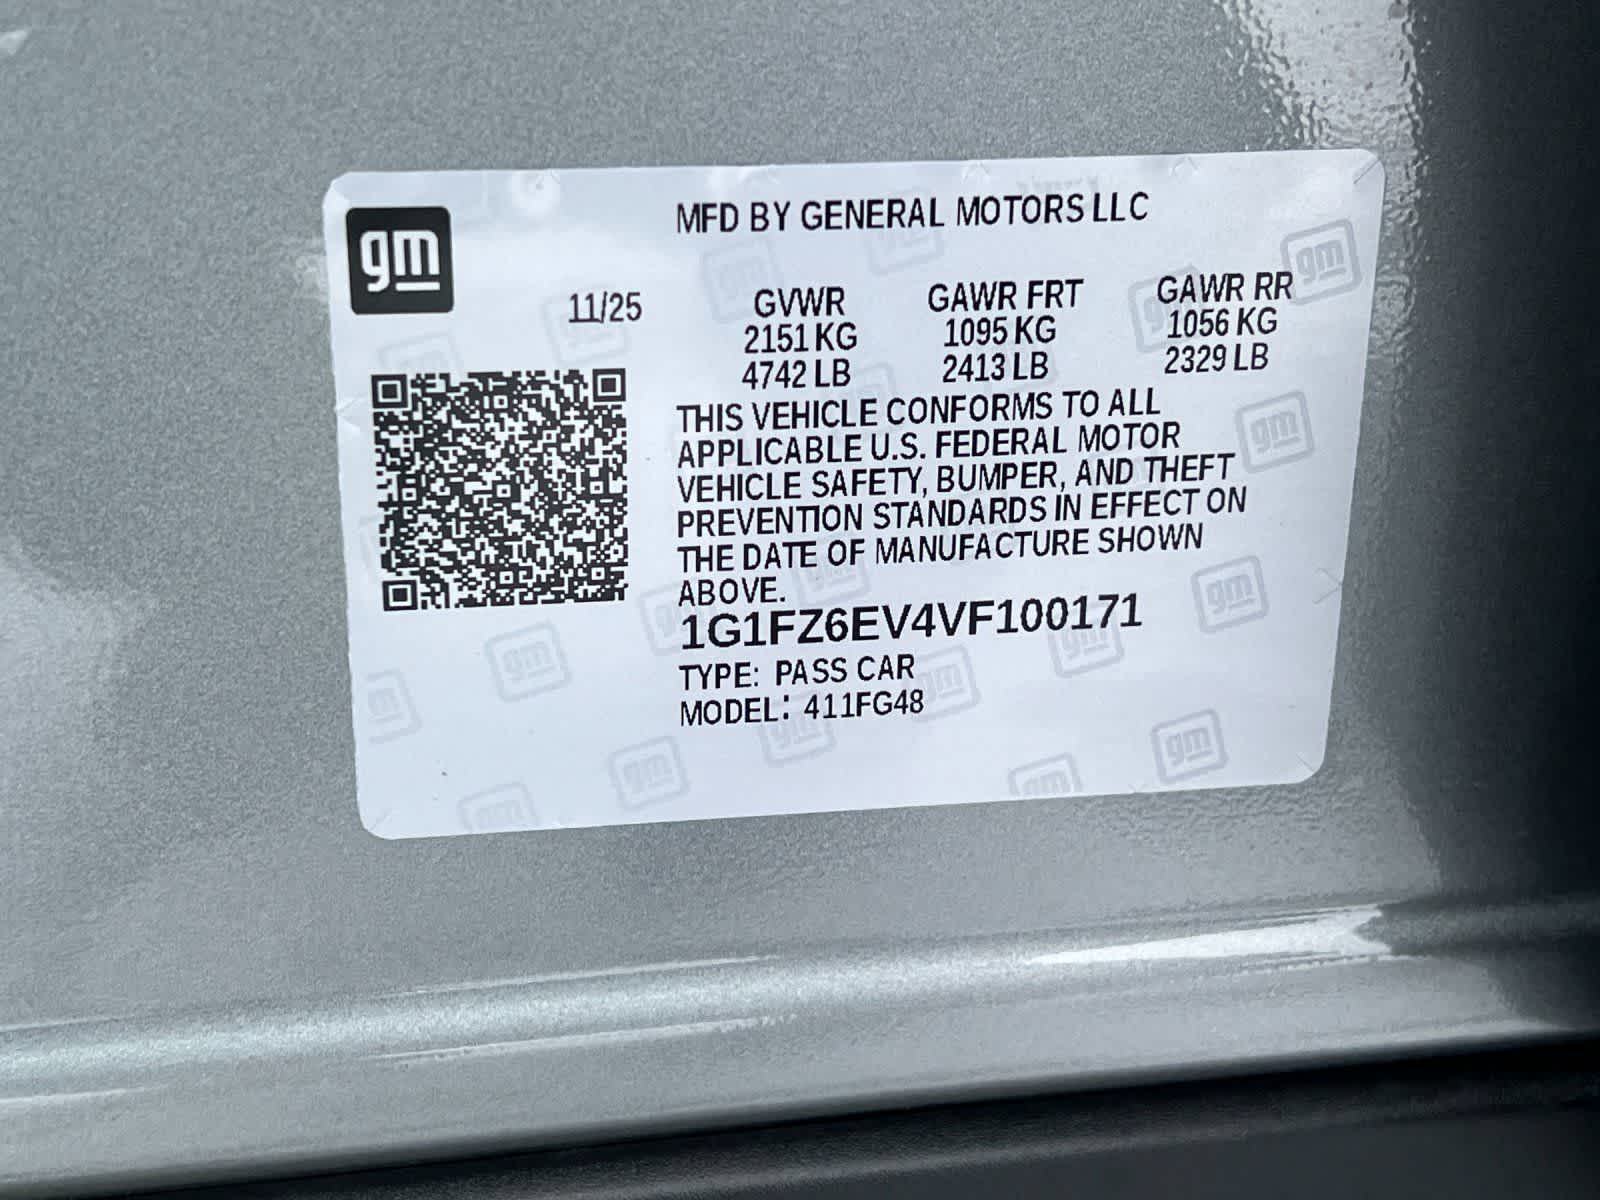 gm
MFD BY GENERAL MOTORS LLC
11/25
GVWR GAWR FRT GAWR RR
2151 KG 1095 KG 1056 KG
4742 LB 2413 LB 2329 LB
THIS VEHICLE CONFORMS TO ALL
APPLICABLE U.S. FEDERAL MOTOR
VEHICLE SAFETY, BUMPER, AND THEFT
PREVENTION STANDARDS IN EFFECT ON
THE DATE OF MANUFACTURE SHOWN
ABOVE.
1G1FZ6EV4VF100171
TYPE: PASS CAR
MODEL: 411FG48